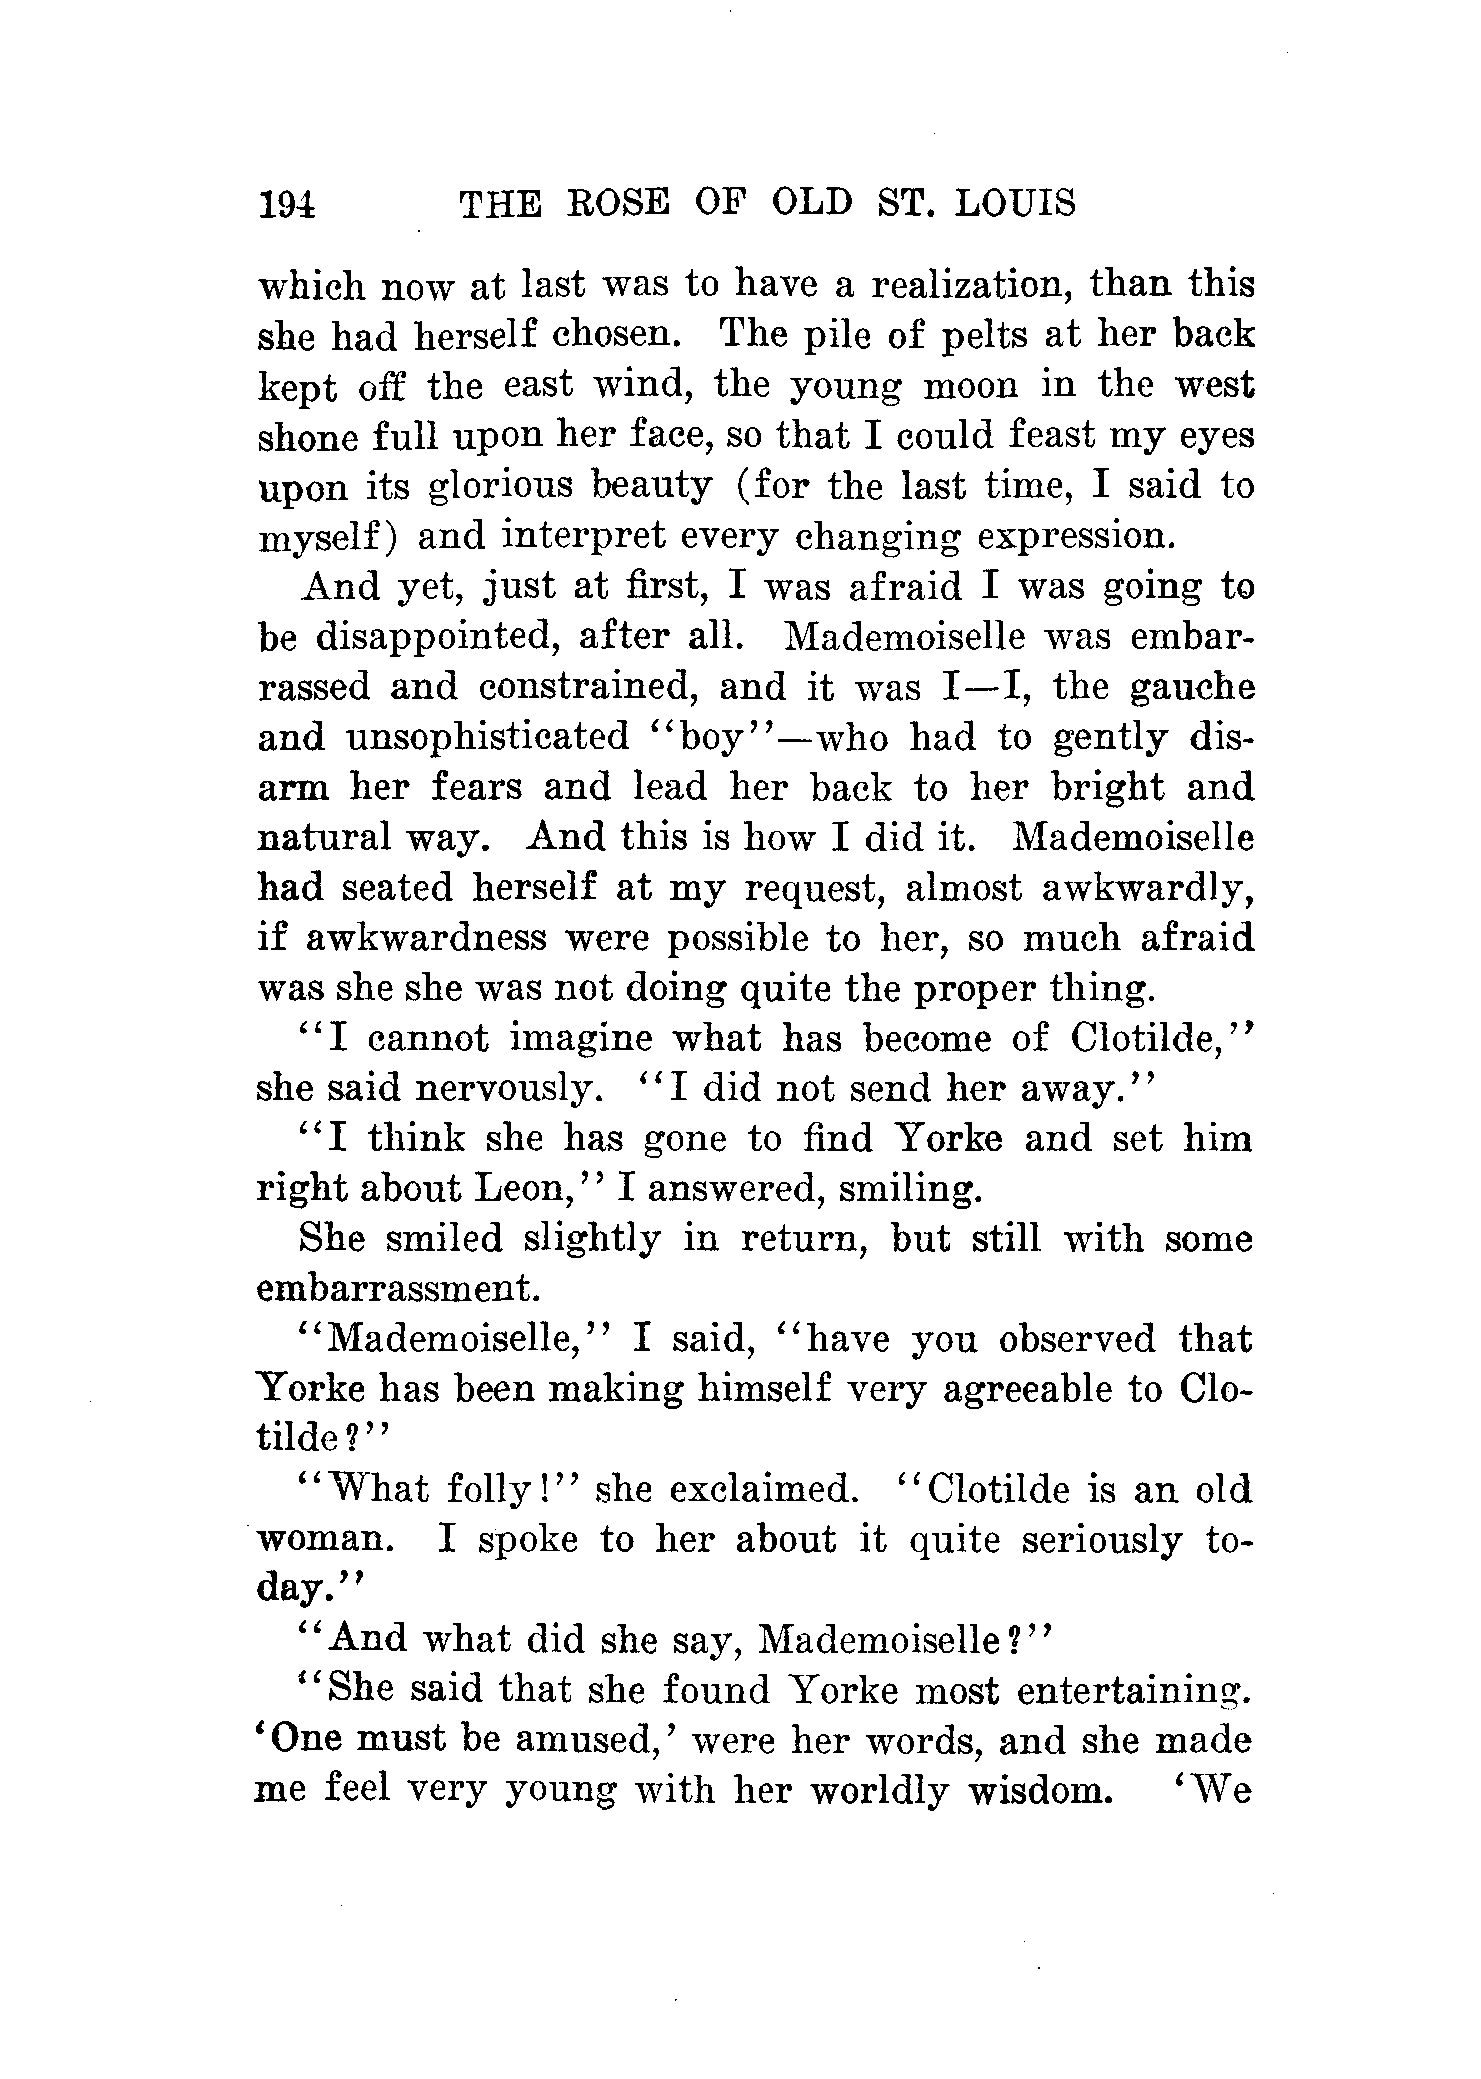 194 THE ROSE OF OLD ST. LOUIS
which now at last was to have a realization, than this
she had herself chosen. The pile of pelts at her back
kept off the east wind, the young moon in the west
shone full upon her face, so that I could feast my eyes
upon its glorious beauty (for the last time, I said to
myself) and interpret every changing expression.
And yet, just at first, I was afraid I was going to
be disappointed, after all. Mademoiselle was embar-
rassed and constrained, and it was I—I, the gauche
and unsophisticated "boy"—who had to gently dis-
arm her fears and lead her back to her bright and
natural way. And this is how I did it. Mademoiselle
had seated herself at my request, almost awkwardly,
if awkwardness were possible to her, so much afraid
was she she was not doing quite the proper thing.
"I cannot imagine what has become of Clotilde,"
she said nervously. "I did not send her away."
"I think she has gone to find Yorke and set him
right about Leon," I answered, smiling.
She smiled slightly in return, but still with some
embarrassment.
"Mademoiselle," I said, "have you observed that
Yorke has been making himself very agreeable to Clo-
tilde?"
"What folly!" she exclaimed. "Clotilde is an old
woman. I spoke to her about it quite seriously to-
day."
"And what did she say, Mademoiselle?"
"She said that she found Yorke most entertaining.
'One must be amused,' were her words, and she made
me feel very young with her worldly wisdom. 'We